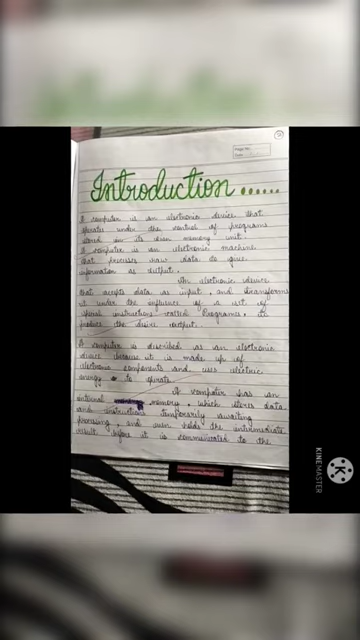 Page No.
Date
Introduction......
A computer is an electronic device that
operates under the control of programs
stored in its own memory unit.
A computer is an electronic machine
that processes raw data to give
information as output.
An electronic device
that accepts data as input, and transforms
it under the influence of a set of
special instructions called Programs, to
produce the desire output.
A computer is described as an electronic
device because it is made up of
electronic components and uses electric
energy to operate.
A computer has an
internal memory, which stores data
and instructions temporarily awaiting
processing, and even holds the intermediate
result before it is communicated to the
KINEMASTER